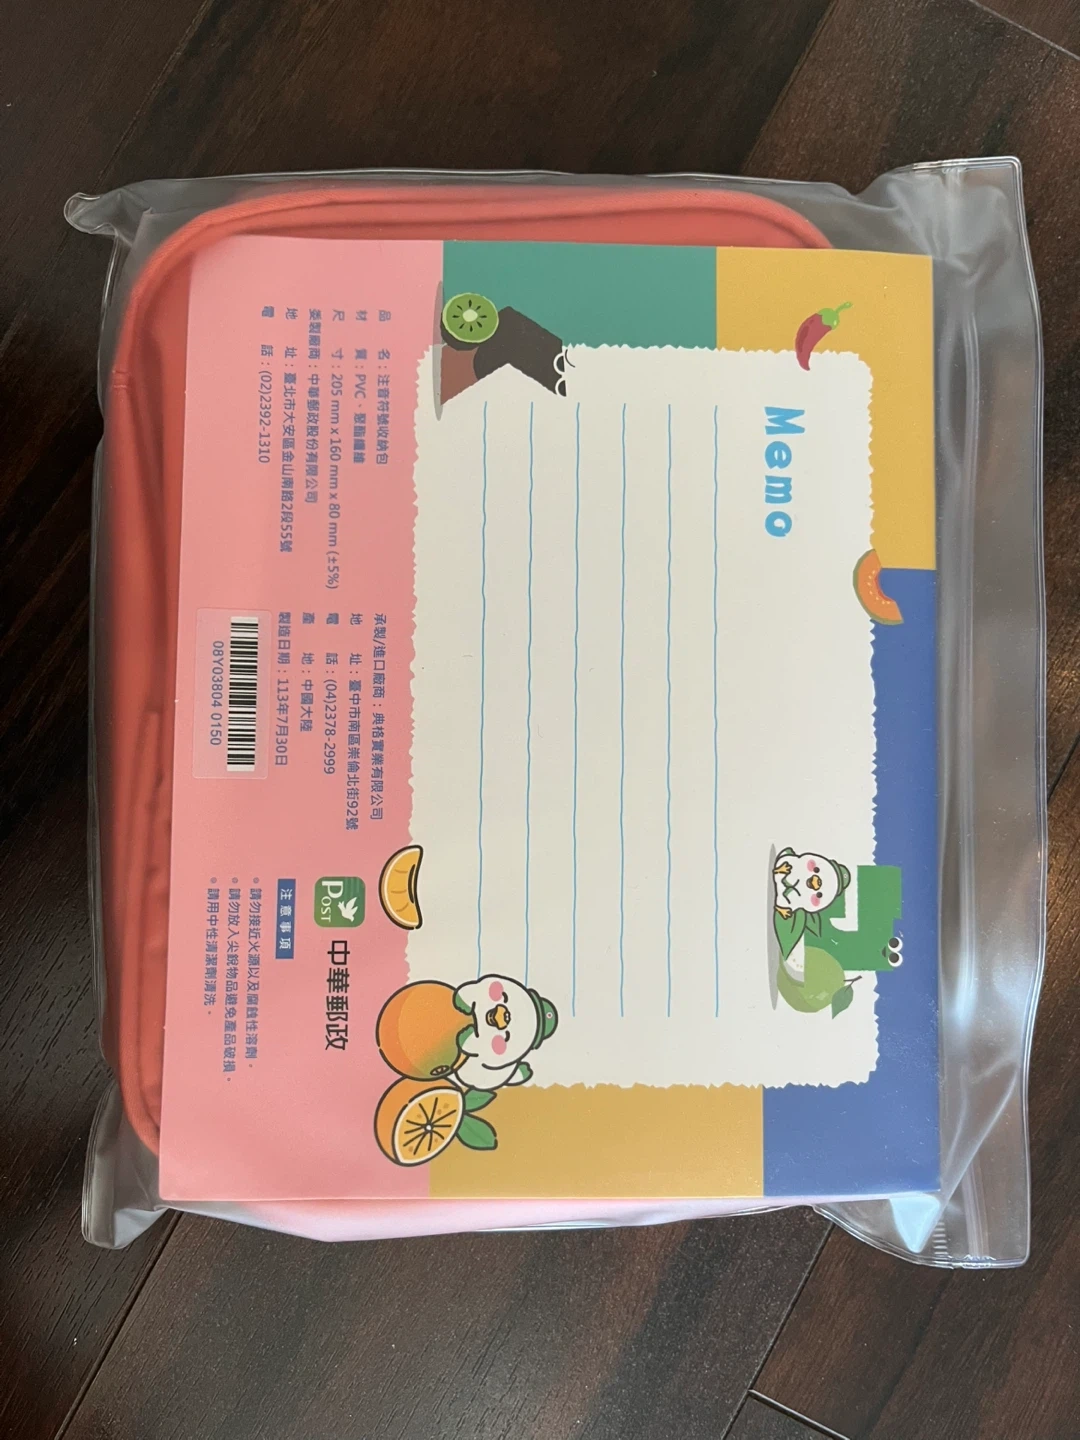 Memo
品名：注音符號收納包
材質：PVC、聚酯纖維
尺寸：205 mm x 160 mm x 80 mm (±5%)
委製廠商：中華郵政股份有限公司
地址：臺北市大安區金山南路2段55號
電話：(02)2392-1310
承製/進口廠商：典格實業有限公司
地址：臺中市南區崇倫北街92號
電話：(04)2378-2999
產地：中國大陸
製造日期：113年7月30日
08Y03804 0150
POST
中華郵政
注意事項
•請勿接近火源以及腐蝕性溶劑。
•請勿放入尖銳物品避免產品破損。
•請用中性清潔劑清洗。